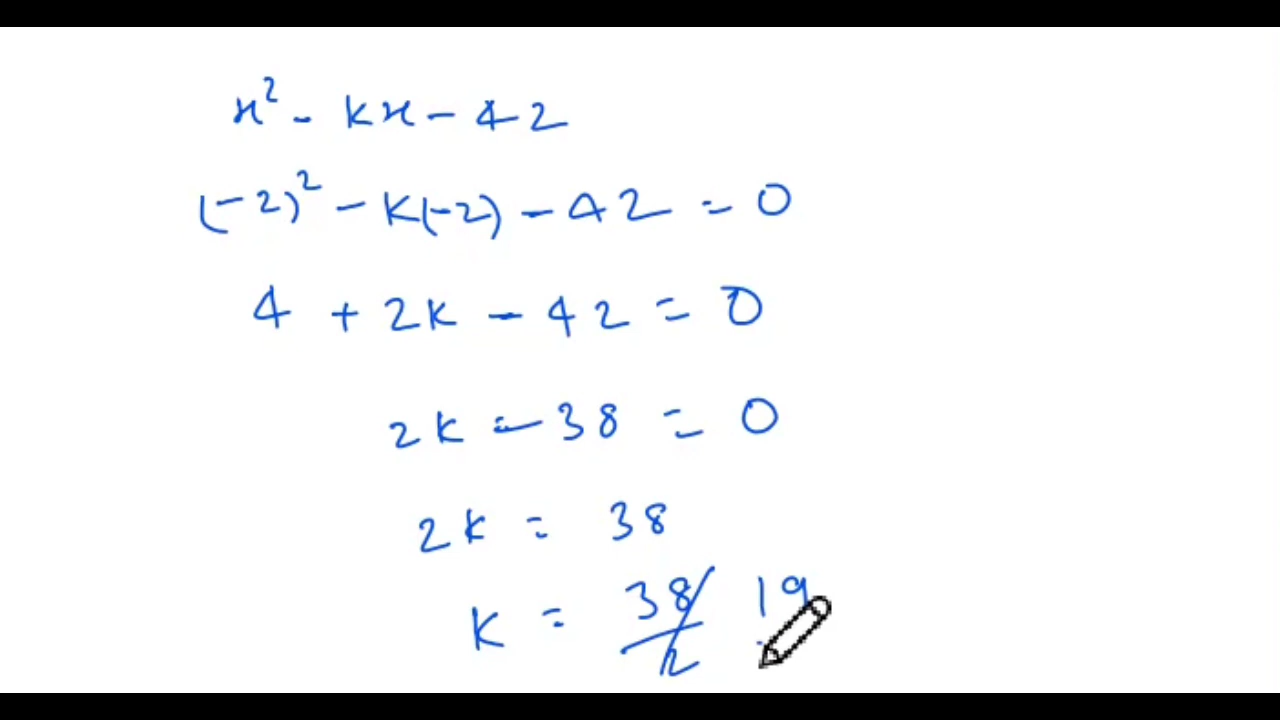 x² - kx - 42
(-2)² - k(-2) - 42 = 0
4 + 2k - 42 = 0
2k - 38 = 0
2k = 38
k = 38/2 19